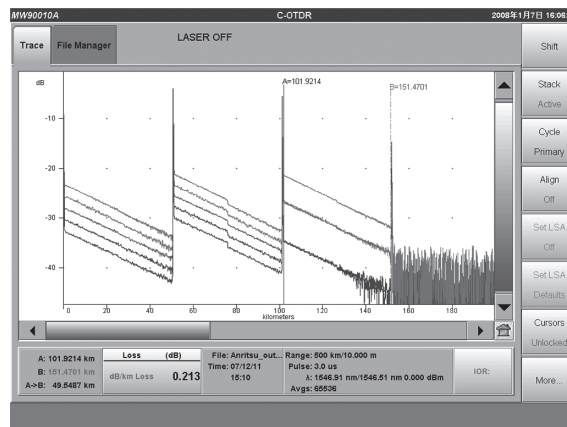 MW90010A C-OTDR 2008年1月7日 16:06:
Trace File Manager LASER OFF
Shift
Stack
Active
Cycle
Primary
Align
Off
Set LSA
Off
Set LSA
Defaults
Cursors
Unlocked
More...
A=101.9214
B=151.4701
dB
-10
-20
-30
-40
0 20 40 60 80 100 120 140 160 180
kilometers
A: 101.9214 km
B: 151.4701 km
A->B: 49.5487 km
Loss (dB)
dB/km Loss 0.213
File: Anritsu_out...
Time: 07/12/11
15:10
Range: 500 km/10.000 m
Pulse: 3.0 us
λ: 1546.91 nm/1546.51 nm 0.000 dBm
Avgs: 65536
IOR: